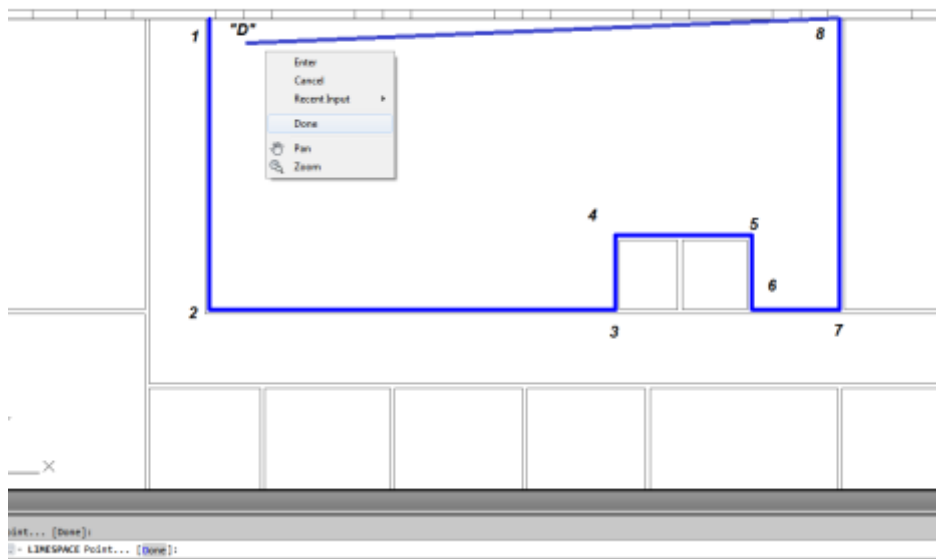 1
"D"
8
Enter
Cancel
Recent Input
Done
Pan
Zoom
4
5
6
2
3
7
oint... [Done]:
- LINESPACE Point... [Done]: